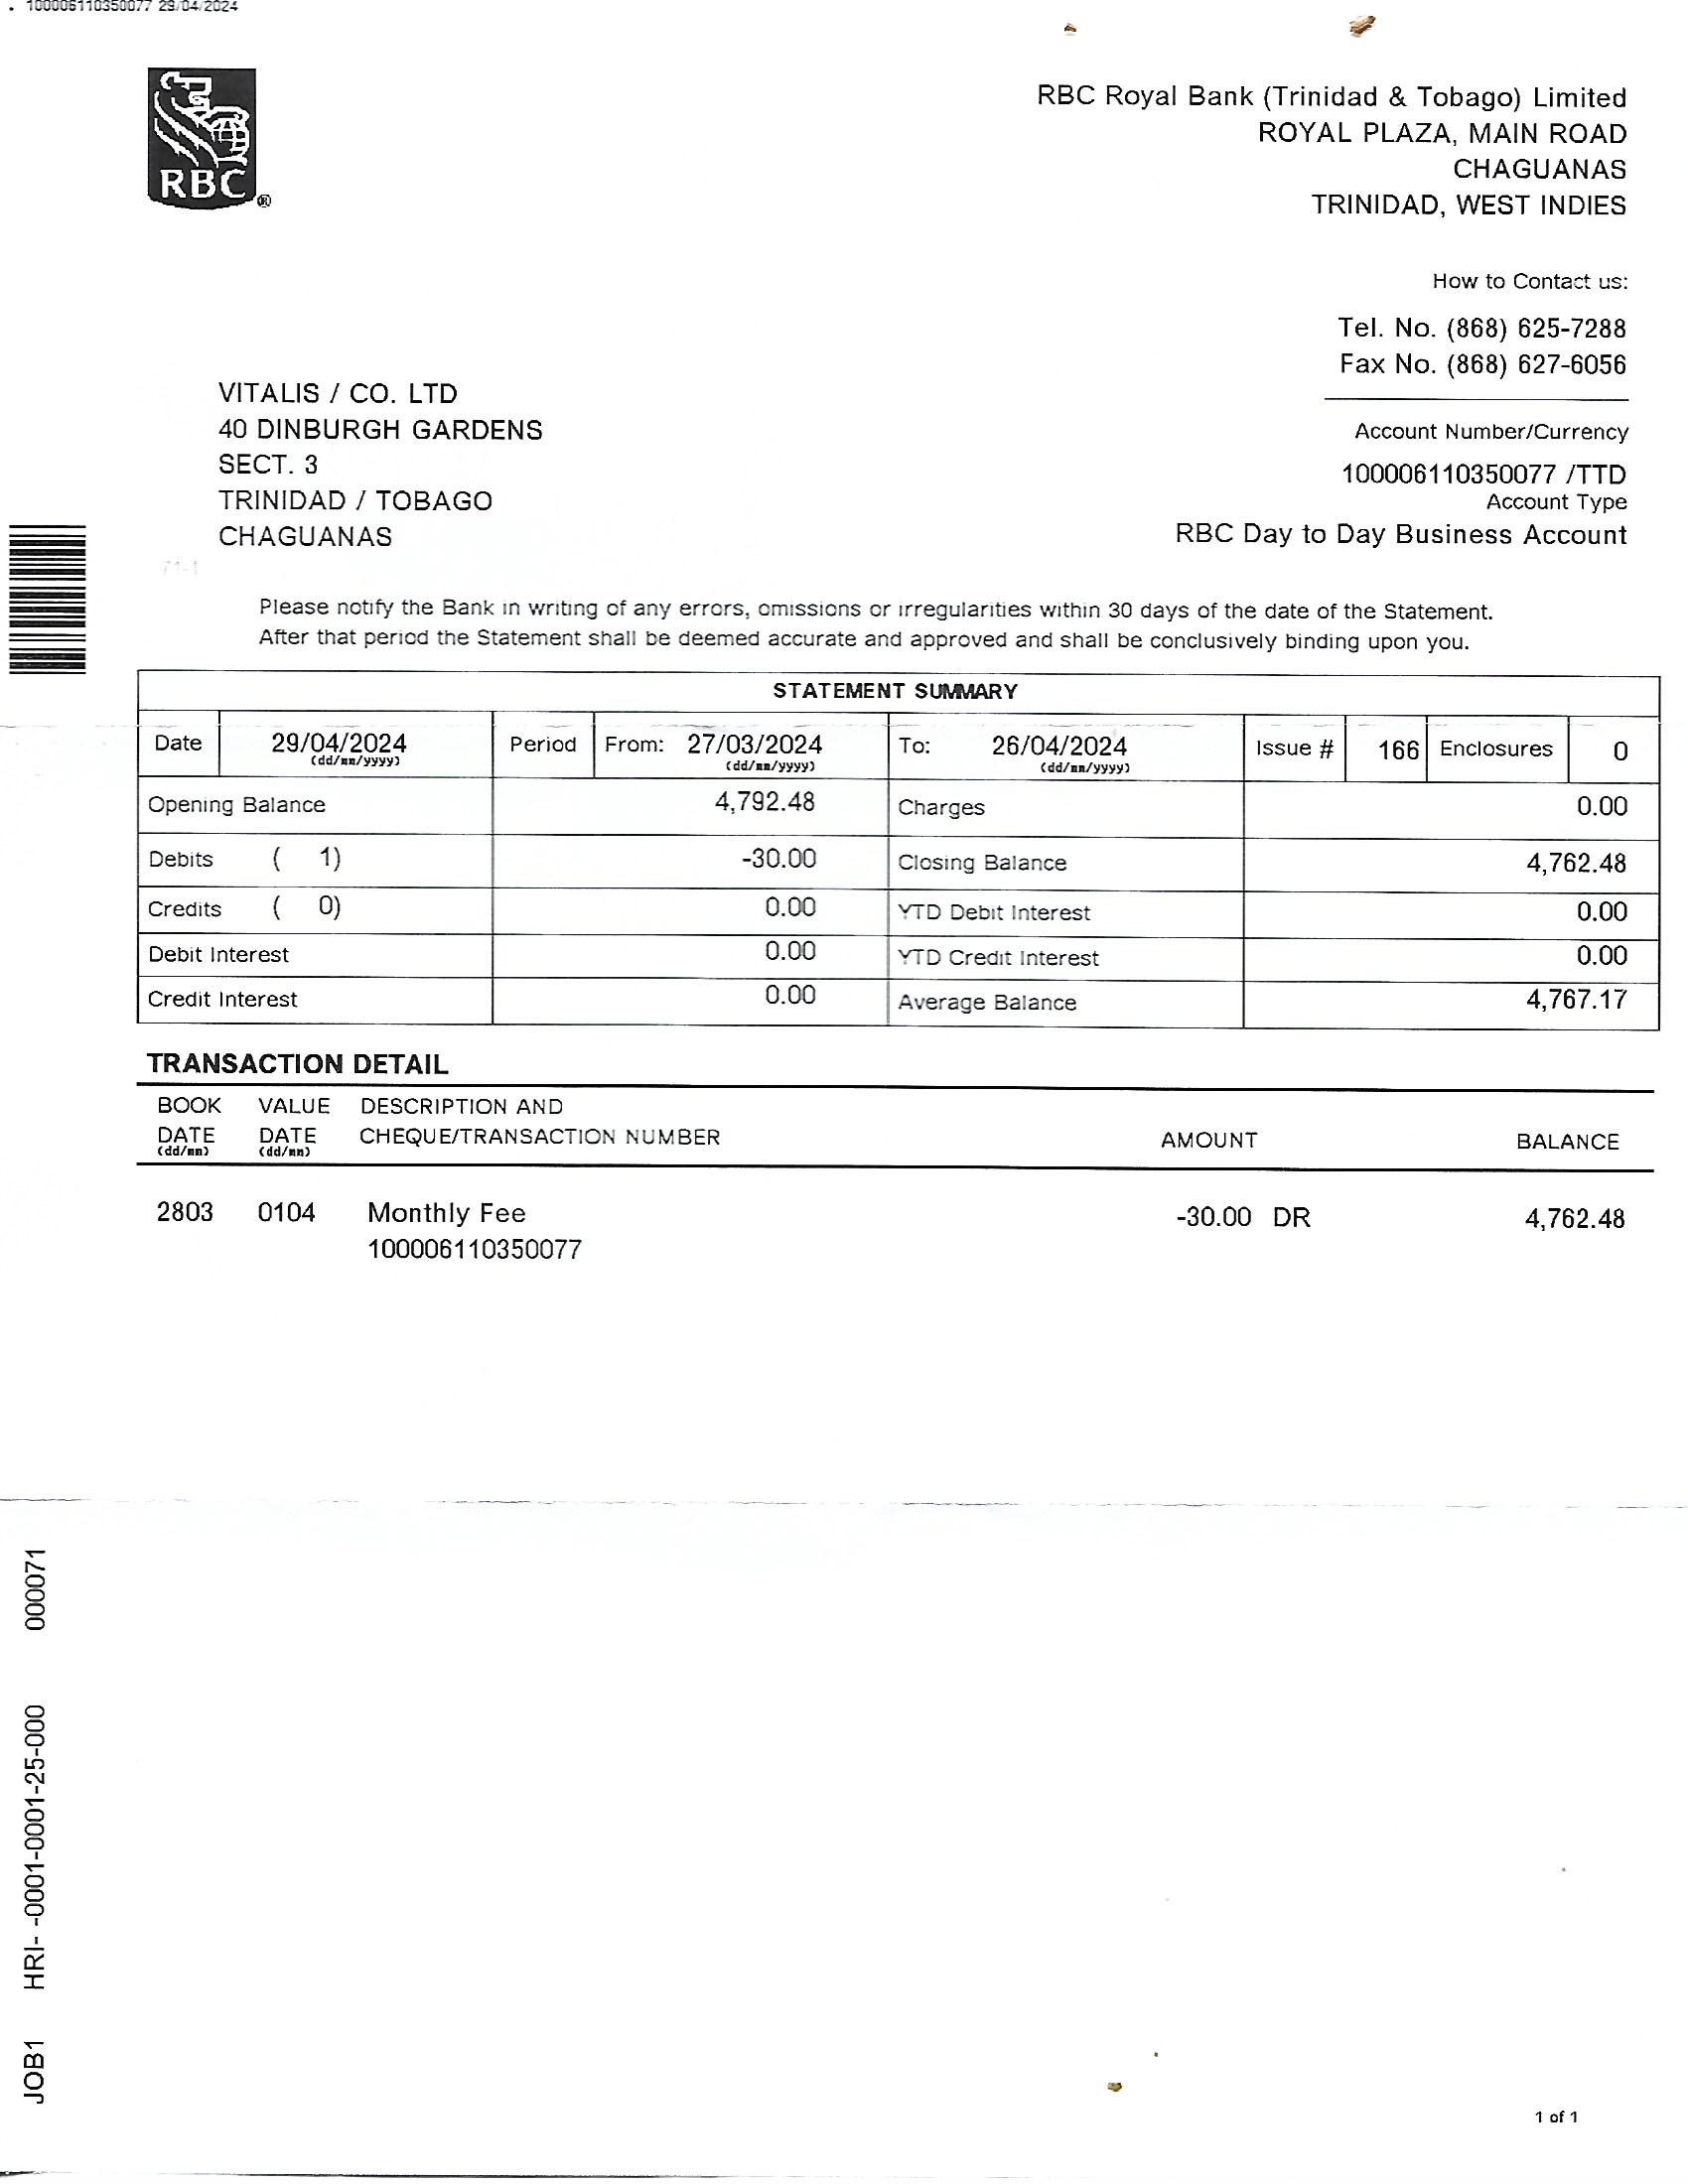 . 100006110350077 29/04/2024
RBC ®
RBC Royal Bank (Trinidad & Tobago) Limited
ROYAL PLAZA, MAIN ROAD
CHAGUANAS
TRINIDAD, WEST INDIES
How to Contact us:
Tel. No. (868) 625-7288
Fax No. (868) 627-6056
VITALIS / CO. LTD
40 DINBURGH GARDENS
SECT. 3
TRINIDAD / TOBAGO
CHAGUANAS
71-1
Account Number/Currency
100006110350077 /TTD
Account Type
RBC Day to Day Business Account
Please notify the Bank in writing of any errors, omissions or irregularities within 30 days of the date of the Statement.
After that period the Statement shall be deemed accurate and approved and shall be conclusively binding upon you.
STATEMENT SUMMARY
Date 29/04/2024 Period From: 27/03/2024 To: 26/04/2024 Issue # 166 Enclosures 0
(dd/mm/yyyy) (dd/mm/yyyy) (dd/mm/yyyy)
Opening Balance 4,792.48 Charges 0.00
Debits ( 1) -30.00 Closing Balance 4,762.48
Credits ( 0) 0.00 YTD Debit Interest 0.00
Debit Interest 0.00 YTD Credit Interest 0.00
Credit Interest 0.00 Average Balance 4,767.17
TRANSACTION DETAIL
BOOK VALUE DESCRIPTION AND
DATE DATE CHEQUE/TRANSACTION NUMBER AMOUNT BALANCE
(dd/mm) (dd/mm)
2803 0104 Monthly Fee -30.00 DR 4,762.48
100006110350077
JOB1 HRI- -0001-0001-25-000 000071
1 of 1